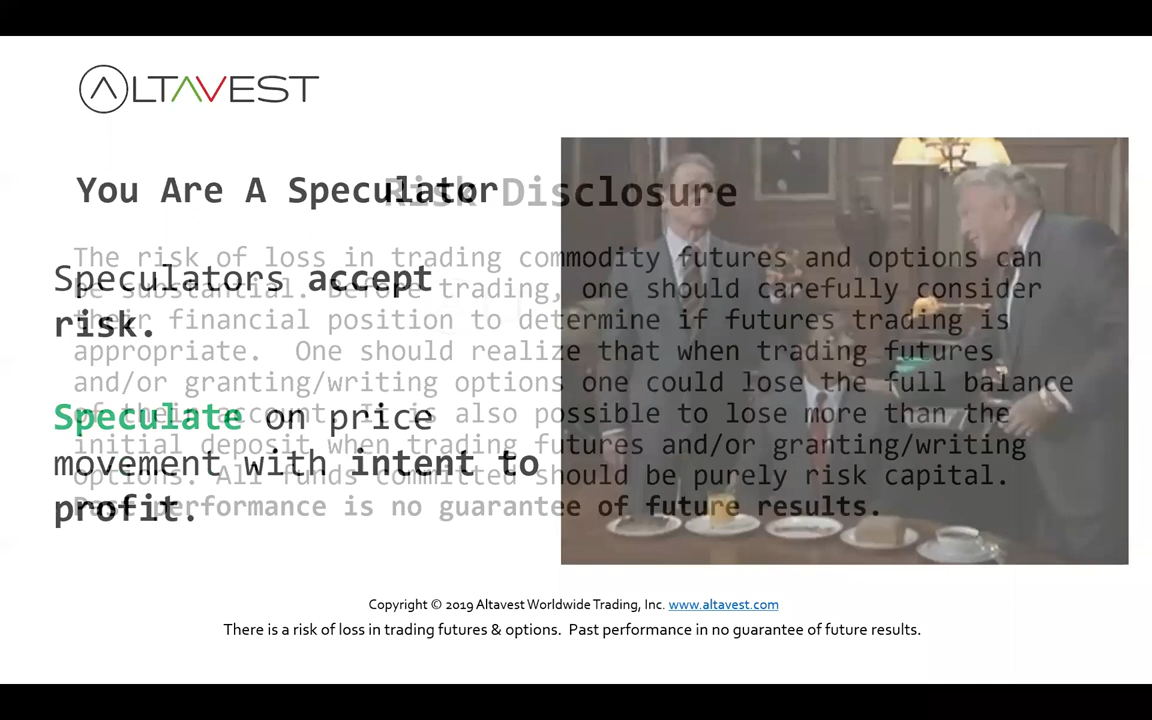 ALTAVEST
You Are A Speculator
Risk Disclosure
Speculators accept
risk.
Speculate on price
movement with intent to
profit.
The risk of loss in trading commodity futures and options can
be substantial. Before trading, one should carefully consider
their financial position to determine if futures trading is
appropriate. One should realize that when trading futures
and/or granting/writing options one could lose the full balance
of their account. It is also possible to lose more than the
initial deposit when trading futures and/or granting/writing
options. All funds committed should be purely risk capital.
Past performance is no guarantee of future results.
Copyright © 2019 Altavest Worldwide Trading, Inc. www.altavest.com
There is a risk of loss in trading futures & options. Past performance in no guarantee of future results.